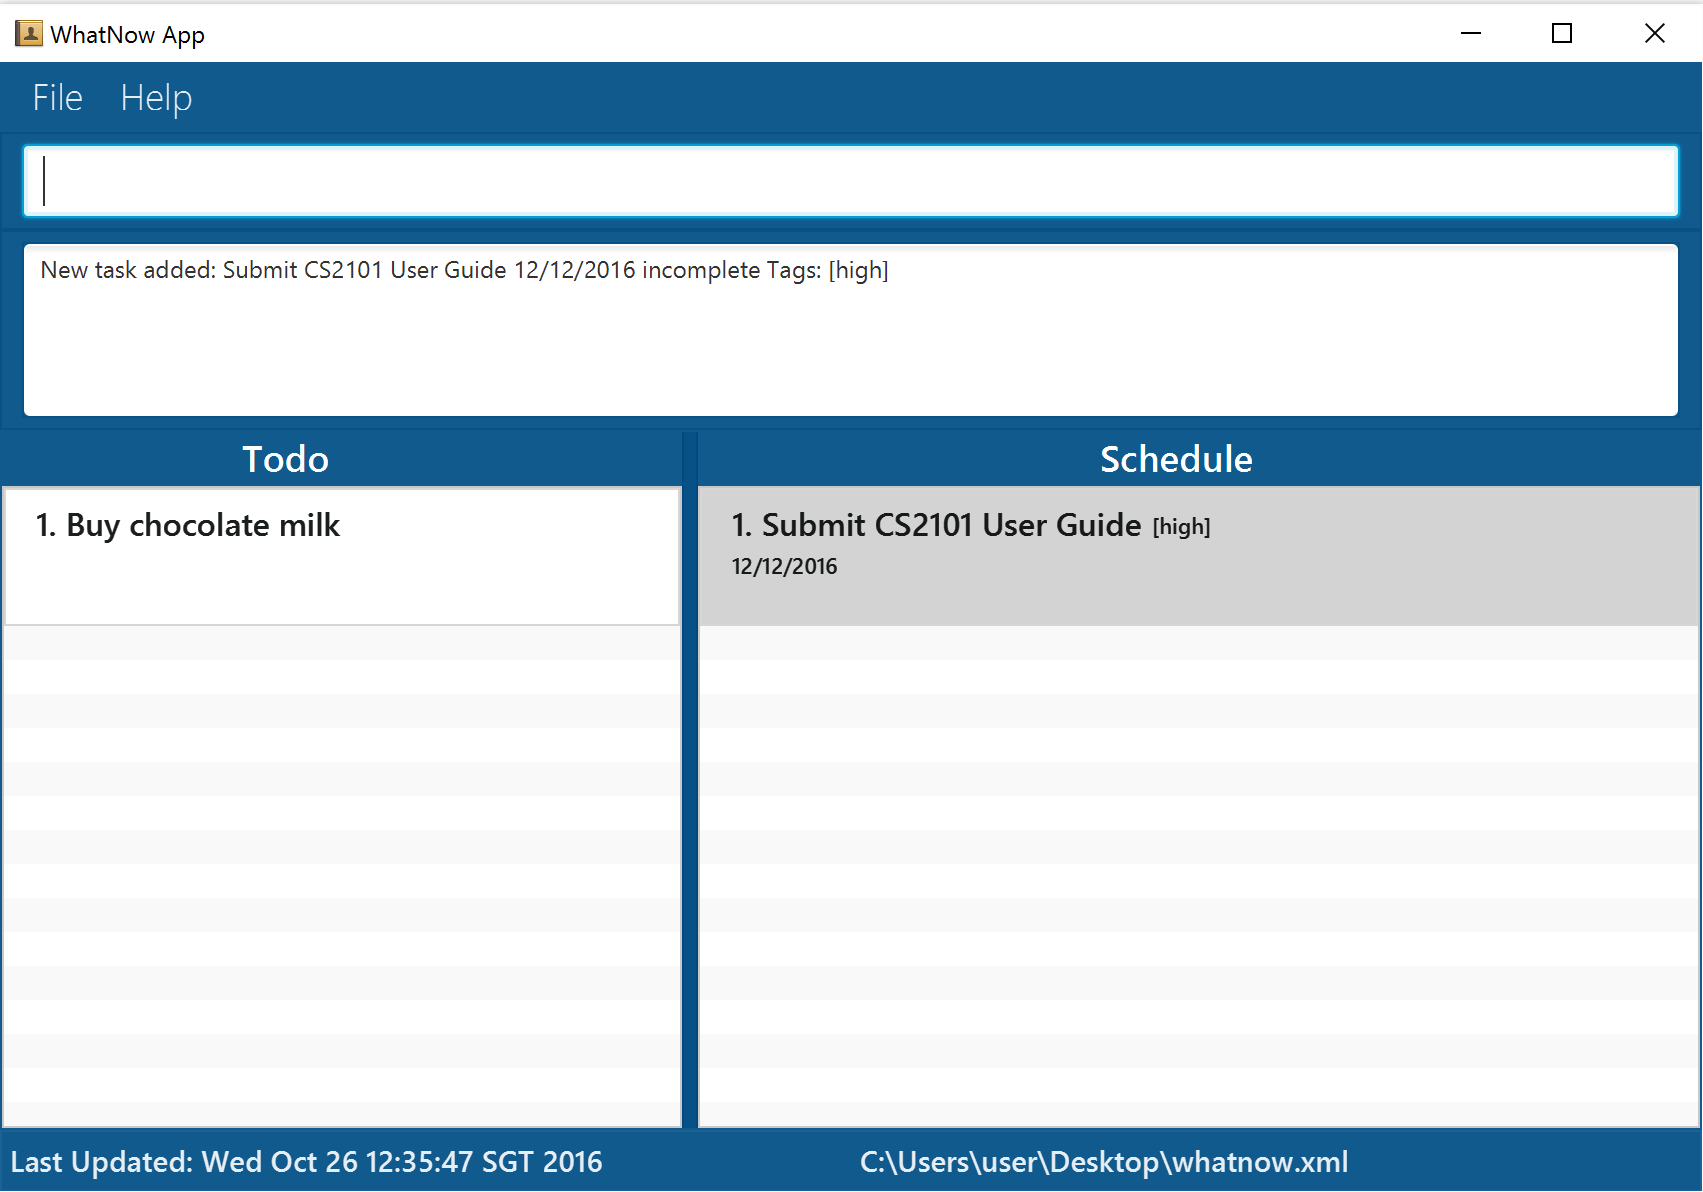 WhatNow App
File Help
New task added: Submit CS2101 User Guide 12/12/2016 incomplete Tags: [high]
Todo
Schedule
1. Buy chocolate milk
1. Submit CS2101 User Guide [high]
12/12/2016
Last Updated: Wed Oct 26 12:35:47 SGT 2016
C:\Users\user\Desktop\whatnow.xml